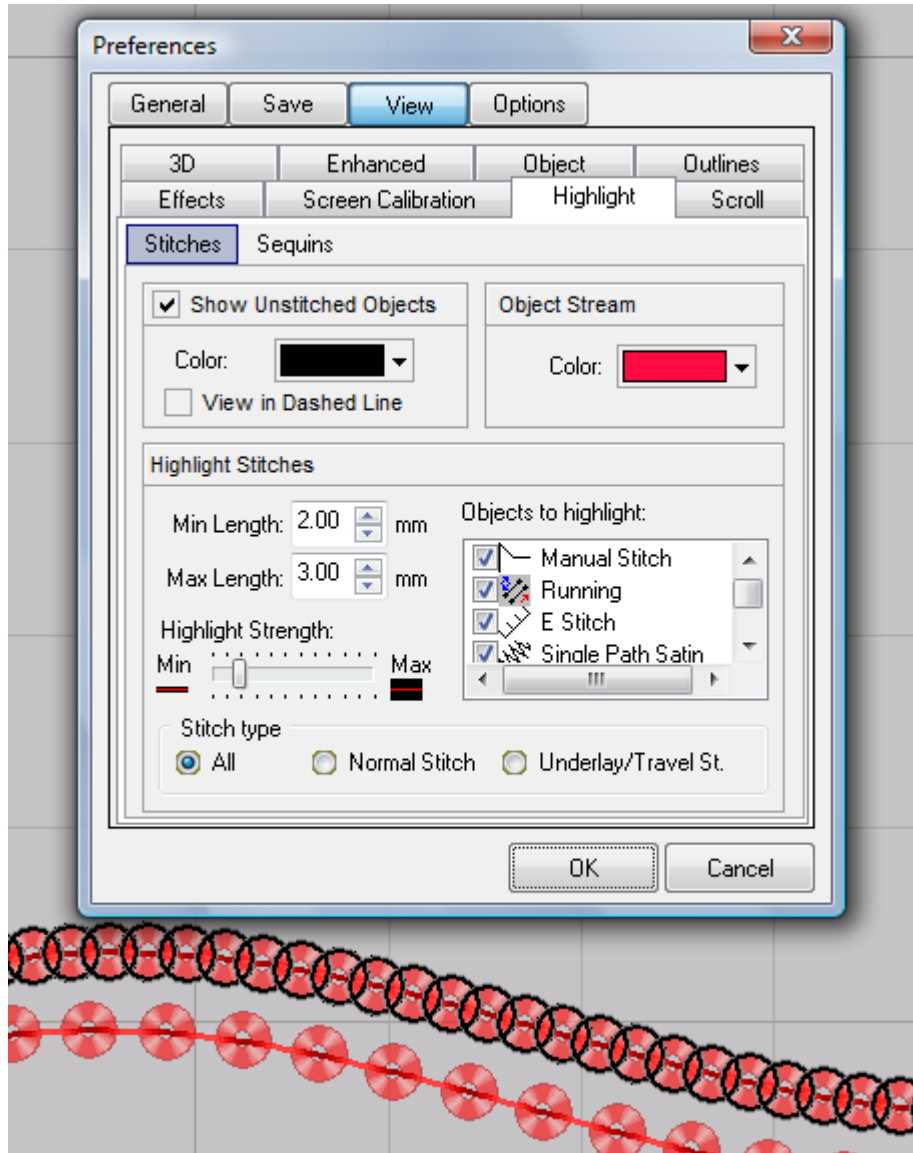 Preferences
General Save View Options
3D Enhanced Object Outlines
Effects Screen Calibration Highlight Scroll
Stitches Sequins
Show Unstitched Objects
Object Stream
Color:
Color:
View in Dashed Line
Highlight Stitches
Min Length: 2.00 mm
Max Length: 3.00 mm
Highlight Strength:
Min Max
Objects to highlight:
Manual Stitch
Running
E Stitch
Single Path Satin
Stitch type
All Normal Stitch Underlay/Travel St.
OK Cancel